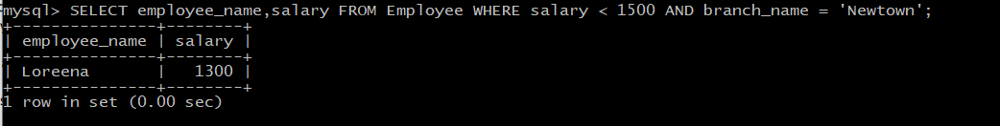 mysql> SELECT employee_name,salary FROM Employee WHERE salary < 1500 AND branch_name = 'Newtown';
+---------------+--------+
| employee_name | salary |
+---------------+--------+
| Loreena       |   1300 |
+---------------+--------+
1 row in set (0.00 sec)